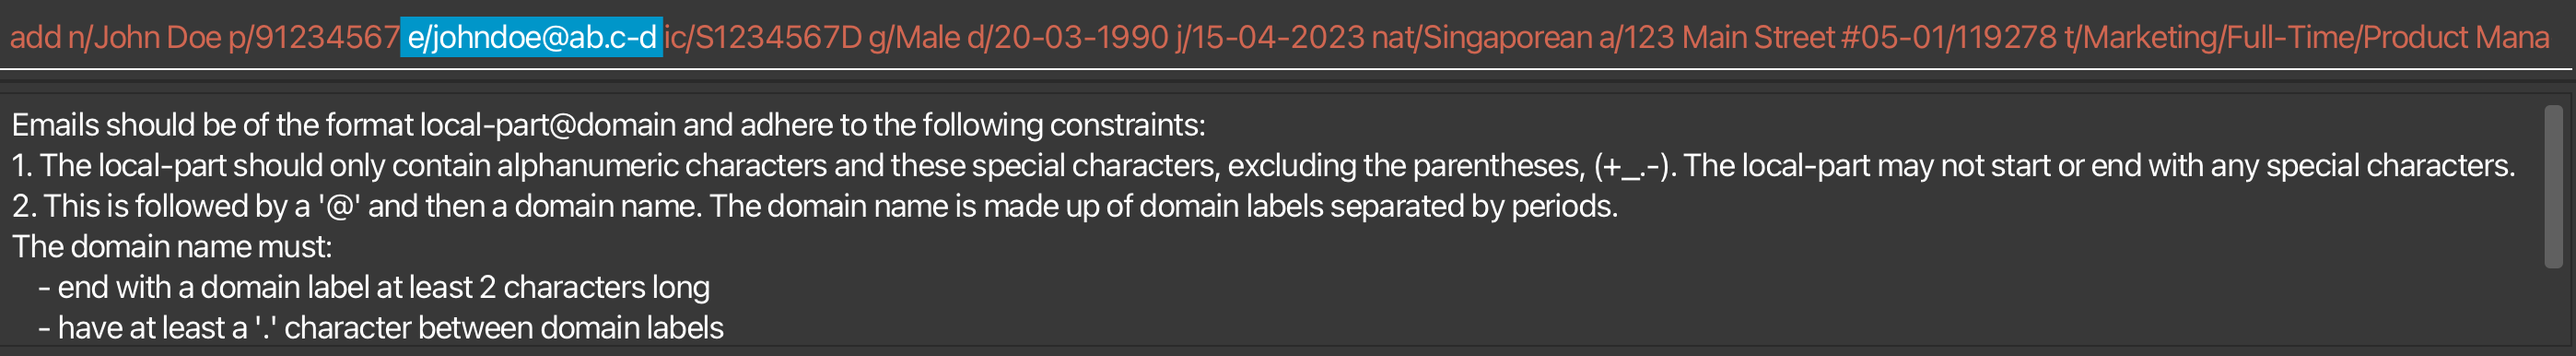 add n/John Doe p/91234567 e/johndoe@ab.c-d ic/S1234567D g/Male d/20-03-1990 j/15-04-2023 nat/Singaporean a/123 Main Street #05-01/119278 t/Marketing/Full-Time/Product Mana
Emails should be of the format local-part@domain and adhere to the following constraints:
1. The local-part should only contain alphanumeric characters and these special characters, excluding the parentheses, (+_.-). The local-part may not start or end with any special characters.
2. This is followed by a '@' and then a domain name. The domain name is made up of domain labels separated by periods.
The domain name must:
    - end with a domain label at least 2 characters long
    - have at least a '.' character between domain labels